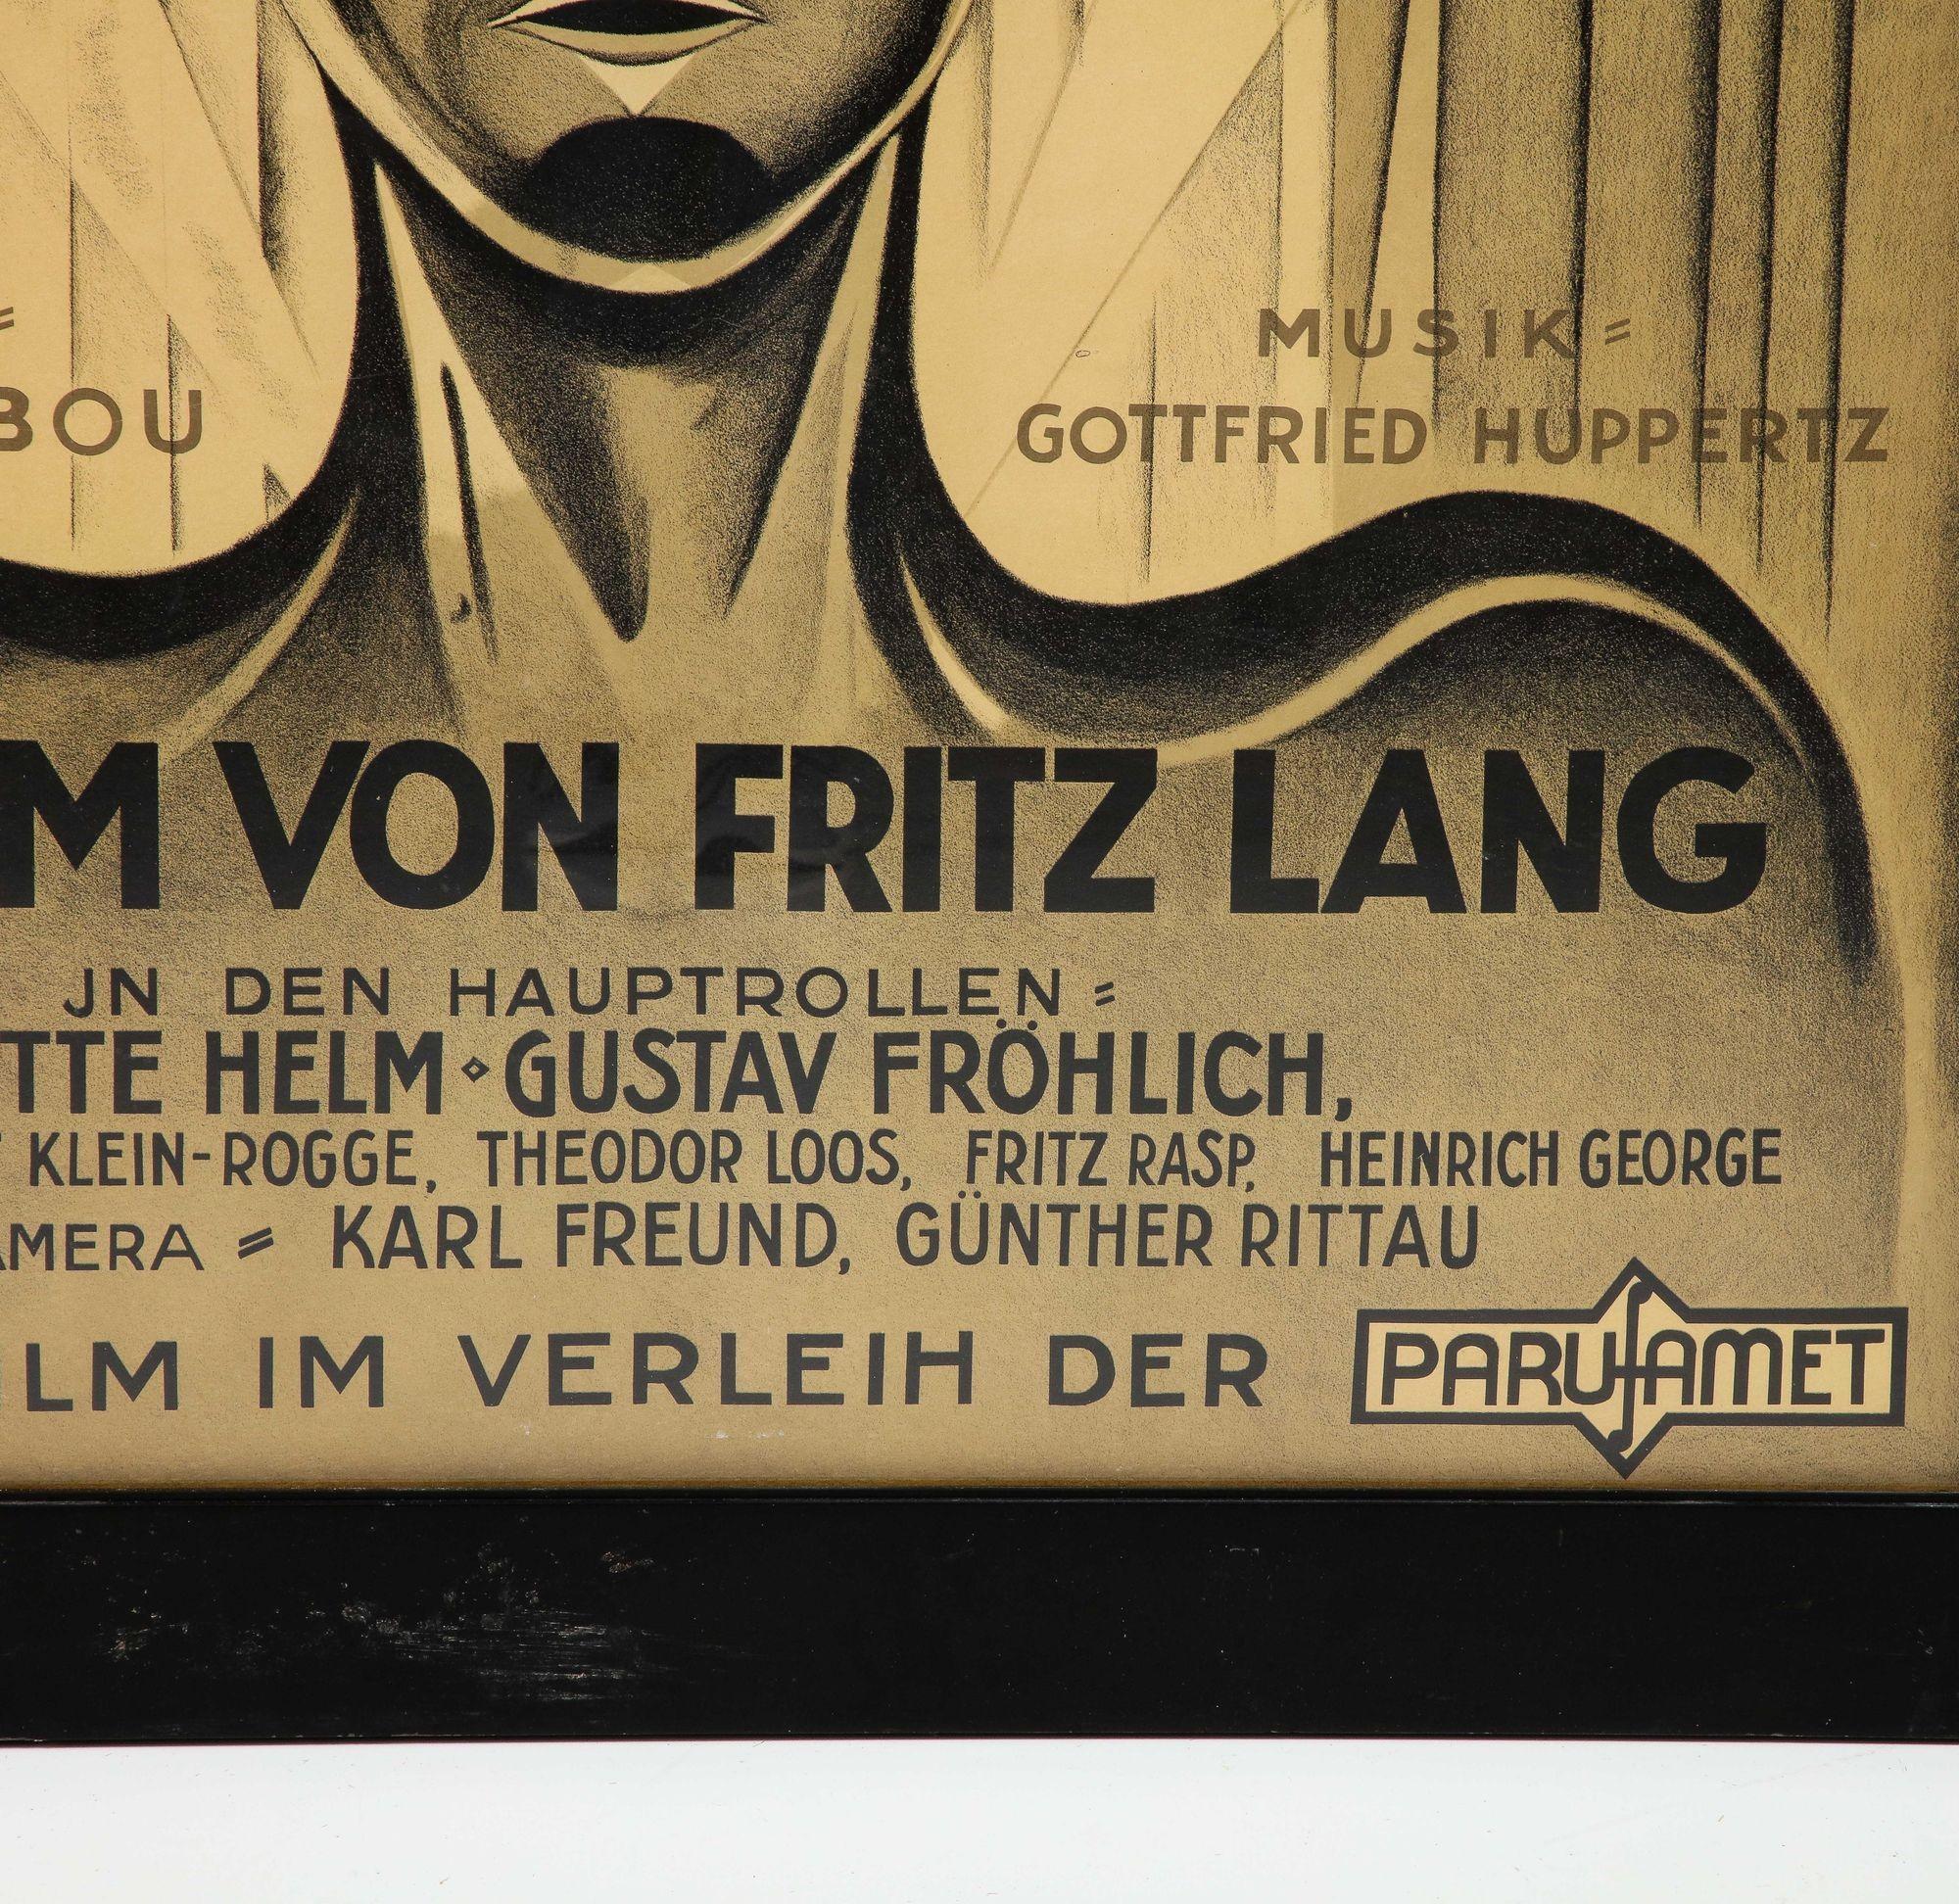 =
MUSIK =
BOU
GOTTFRIED HUPPERTZ
M VON FRITZ LANG
JN DEN HAUPTROLLEN =
TTE HELM ⋄ GUSTAV FRÖHLICH,
KLEIN-ROGGE, THEODOR LOOS, FRITZ RASP, HEINRICH GEORGE
AMERA = KARL FREUND, GÜNTHER RITTAU
LM IM VERLEIH DER PARUFAMET